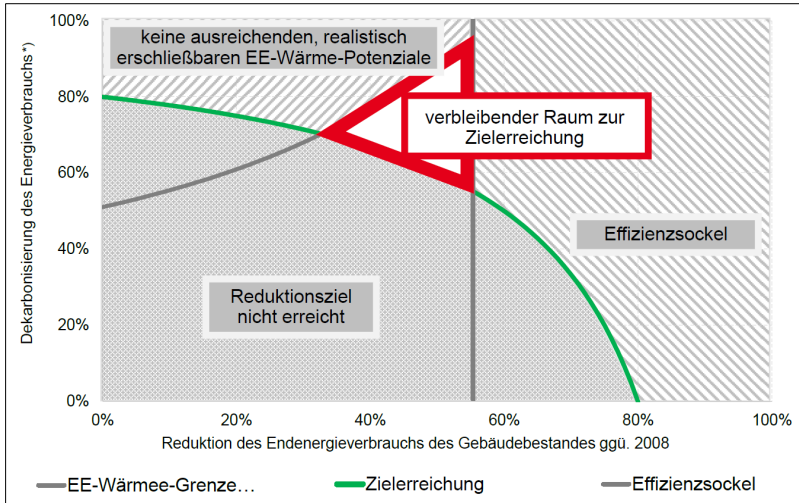 100%
keine ausreichenden, realistisch
erschließbaren EE-Wärme-Potenziale
80%
verbleibender Raum zur
Zielerreichung
60%
Dekarbonisierung des Energieverbrauchs*)
40%
Effizienzsockel
Reduktionsziel
nicht erreicht
20%
0%
0% 20% 40% 60% 80% 100%
Reduktion des Endenergieverbrauchs des Gebäudebestandes ggü. 2008
EE-Wärmee-Grenze… Zielerreichung Effizienzsockel